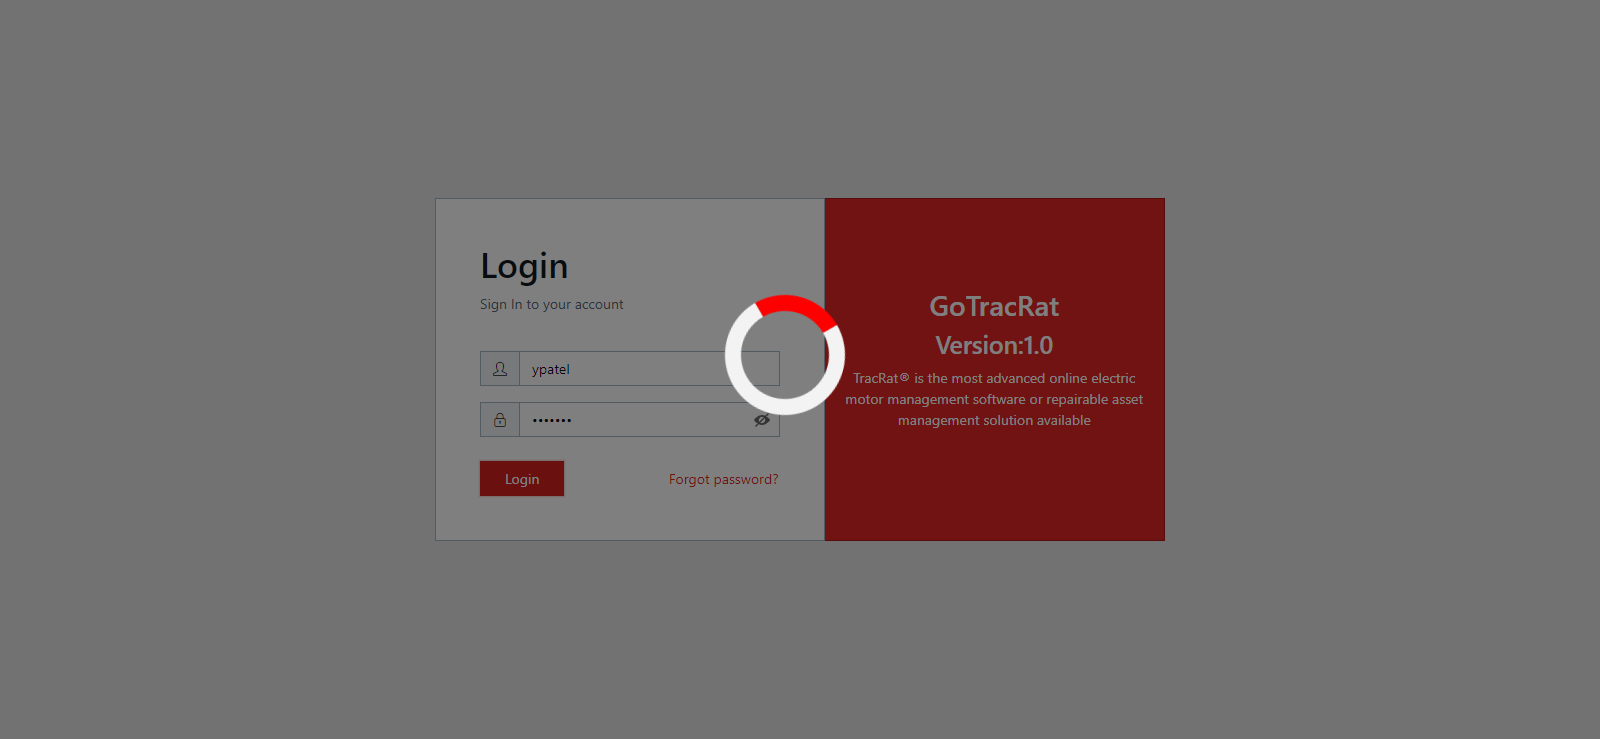 Login
Sign In to your account
ypatel
•••••••
Login
Forgot password?
GoTracRat
Version:1.0
TracRat® is the most advanced online electric
motor management software or repairable asset
management solution available